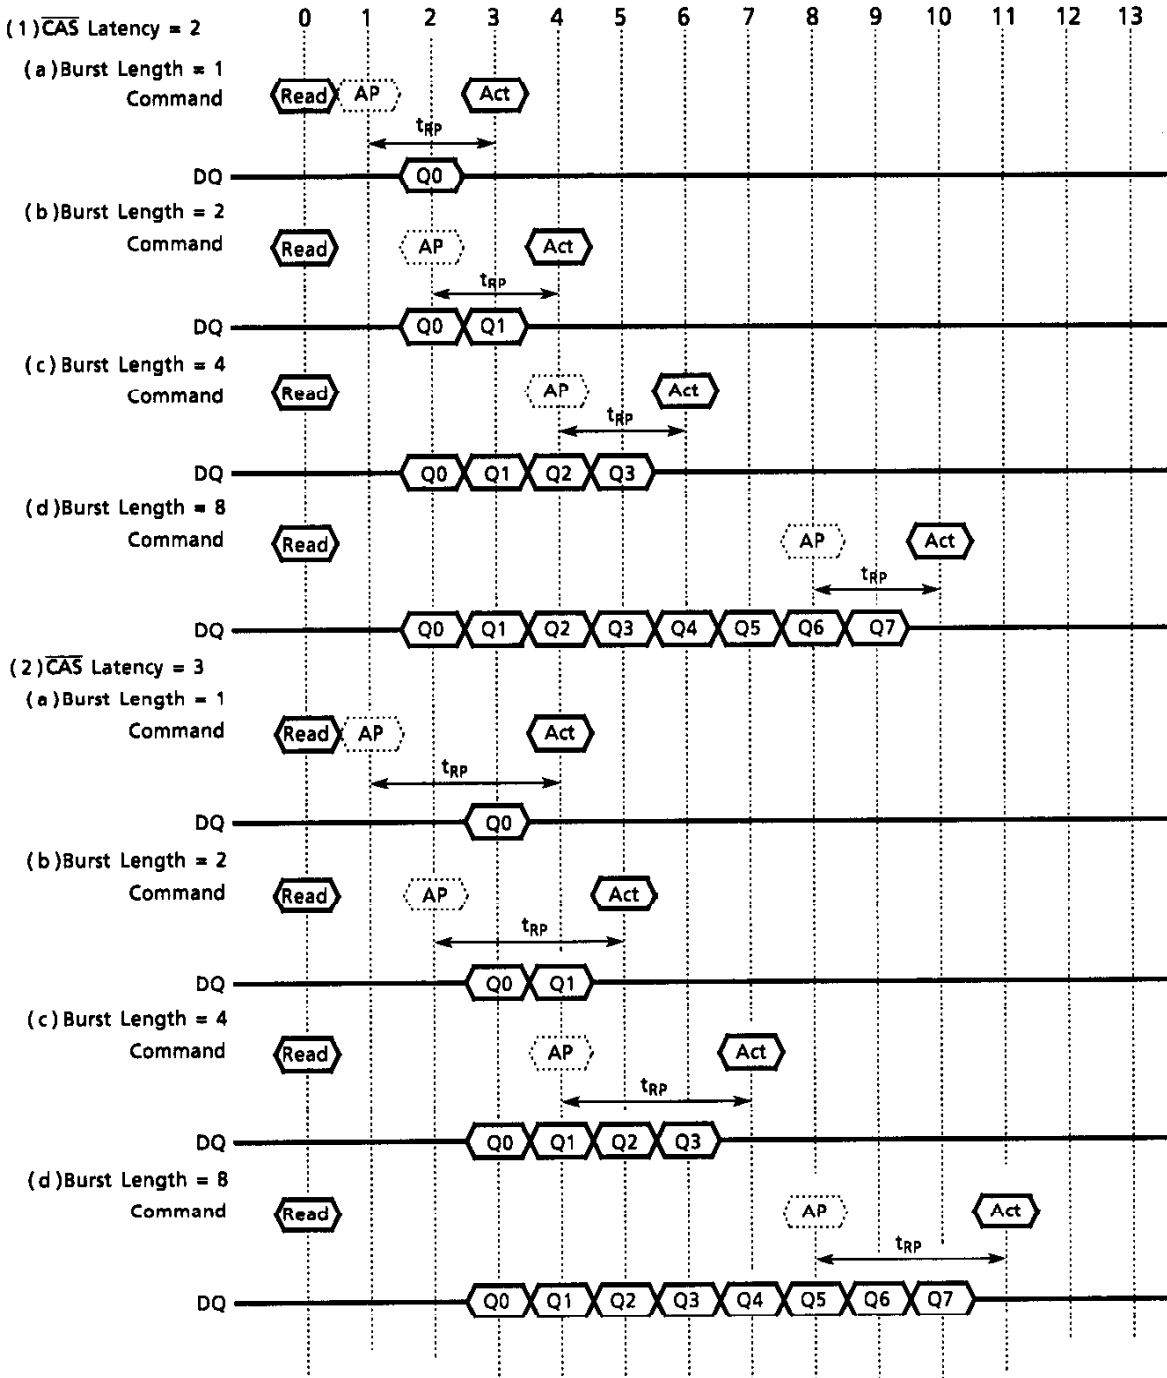 0 1 2 3 4 5 6 7 8 9 10 11 12 13
(1) C̅A̅S̅ Latency = 2
(a) Burst Length = 1
Command Read AP Act
tRP
DQ Q0
(b) Burst Length = 2
Command Read AP Act
tRP
DQ Q0 Q1
(c) Burst Length = 4
Command Read AP Act
tRP
DQ Q0 Q1 Q2 Q3
(d) Burst Length = 8
Command Read AP Act
tRP
DQ Q0 Q1 Q2 Q3 Q4 Q5 Q6 Q7
(2) C̅A̅S̅ Latency = 3
(a) Burst Length = 1
Command Read AP Act
tRP
DQ Q0
(b) Burst Length = 2
Command Read AP Act
tRP
DQ Q0 Q1
(c) Burst Length = 4
Command Read AP Act
tRP
DQ Q0 Q1 Q2 Q3
(d) Burst Length = 8
Command Read AP Act
tRP
DQ Q0 Q1 Q2 Q3 Q4 Q5 Q6 Q7